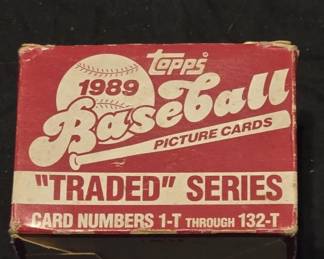 Topps
1989
Baseball
PICTURE CARDS
"TRADED" SERIES
CARD NUMBERS 1-T THROUGH 132-T